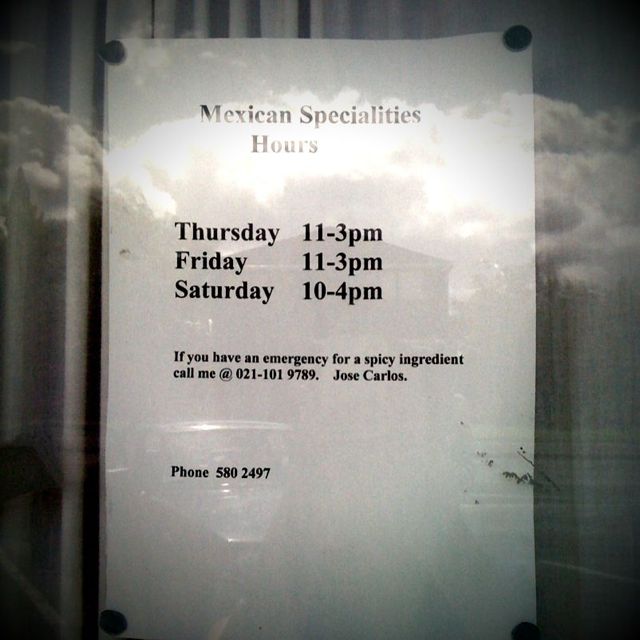 Mexican Specialities
Hours
Thursday 11-3pm
Friday 11-3pm
Saturday 10-4pm
If you have an emergency for a spicy ingredient
call me @ 021-101 9789. Jose Carlos.
Phone 580 2497